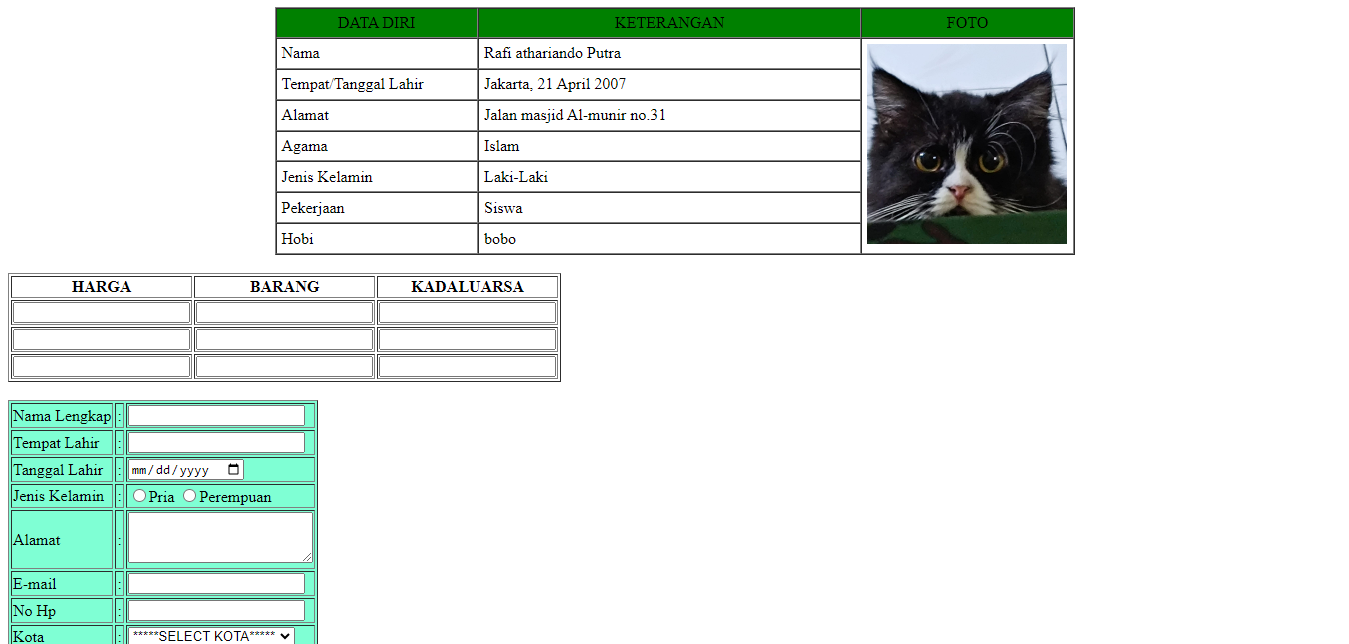 DATA DIRI KETERANGAN FOTO
Nama Rafi athariando Putra
Tempat/Tanggal Lahir Jakarta, 21 April 2007
Alamat Jalan masjid Al-munir no.31
Agama Islam
Jenis Kelamin Laki-Laki
Pekerjaan Siswa
Hobi bobo
HARGA BARANG KADALUARSA
Nama Lengkap :
Tempat Lahir :
Tanggal Lahir : mm/dd/yyyy
Jenis Kelamin : Pria Perempuan
Alamat :
E-mail :
No Hp :
Kota : *****SELECT KOTA*****